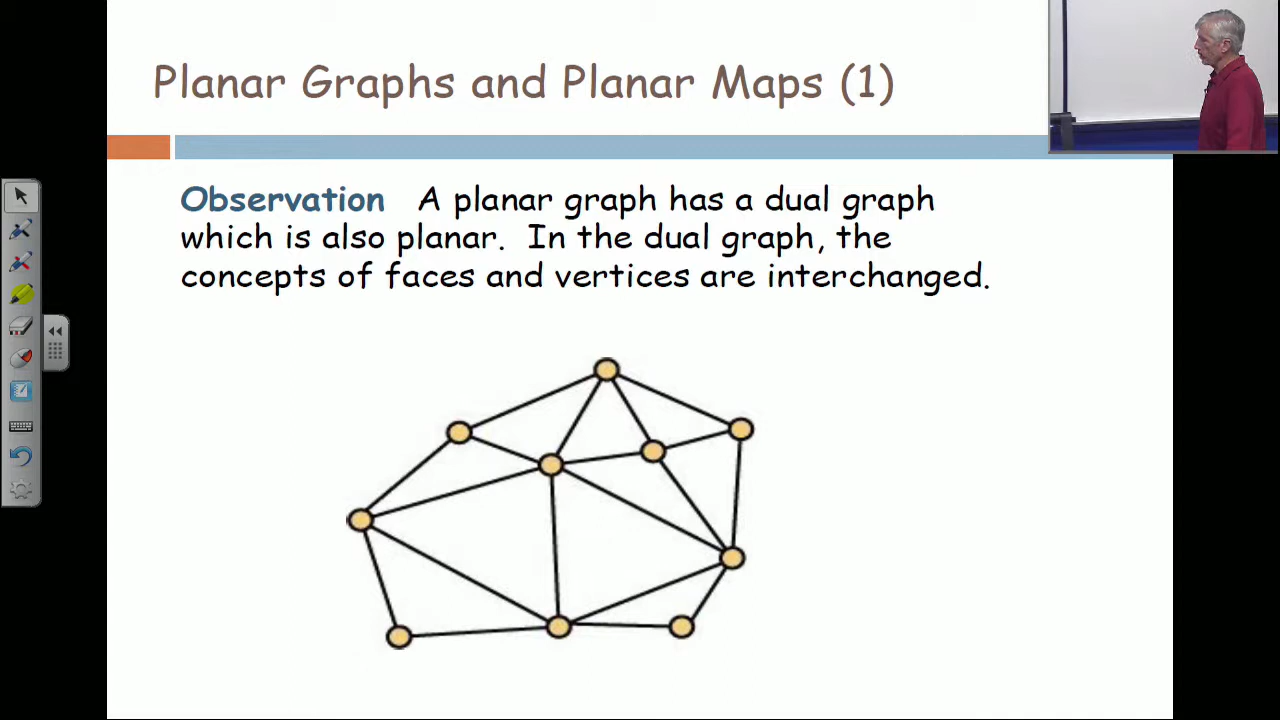 Planar Graphs and Planar Maps (1)
Observation A planar graph has a dual graph
which is also planar. In the dual graph, the
concepts of faces and vertices are interchanged.